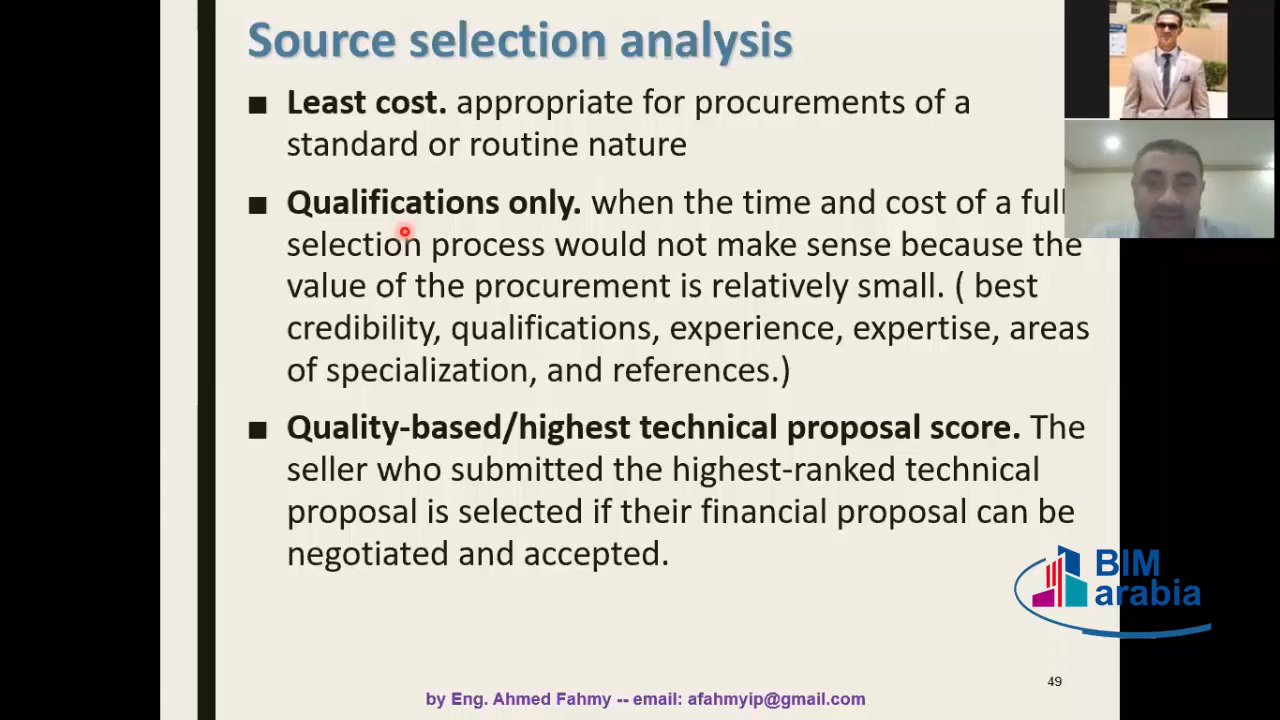 Source selection analysis
■ Least cost. appropriate for procurements of a
standard or routine nature
■ Qualifications only. when the time and cost of a full
selection process would not make sense because the
value of the procurement is relatively small. ( best
credibility, qualifications, experience, expertise, areas
of specialization, and references.)
■ Quality-based/highest technical proposal score. The
seller who submitted the highest-ranked technical
proposal is selected if their financial proposal can be
negotiated and accepted.
BIM
arabia
49
by Eng. Ahmed Fahmy -- email: afahmyip@gmail.com